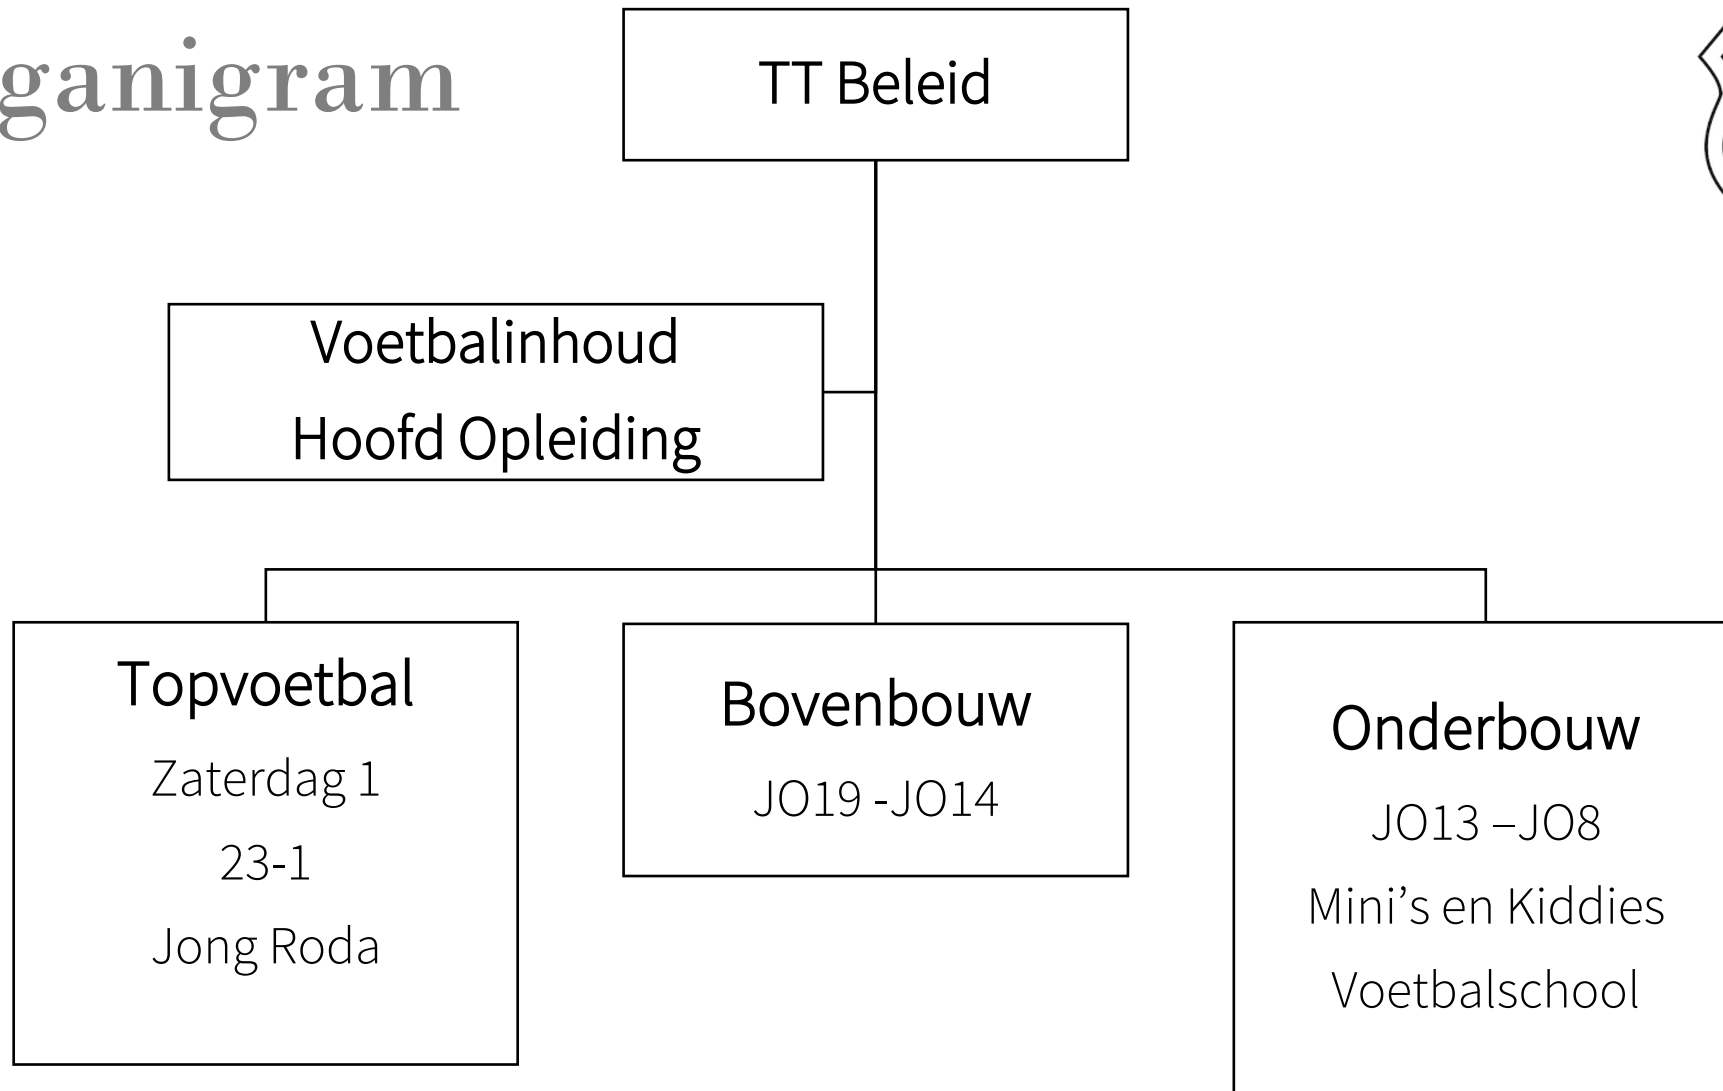 ganigram
TT Beleid
Voetbalinhoud
Hoofd Opleiding
Topvoetbal
Zaterdag 1
23-1
Jong Roda
Bovenbouw
JO19 -JO14
Onderbouw
JO13 –JO8
Mini’s en Kiddies
Voetbalschool